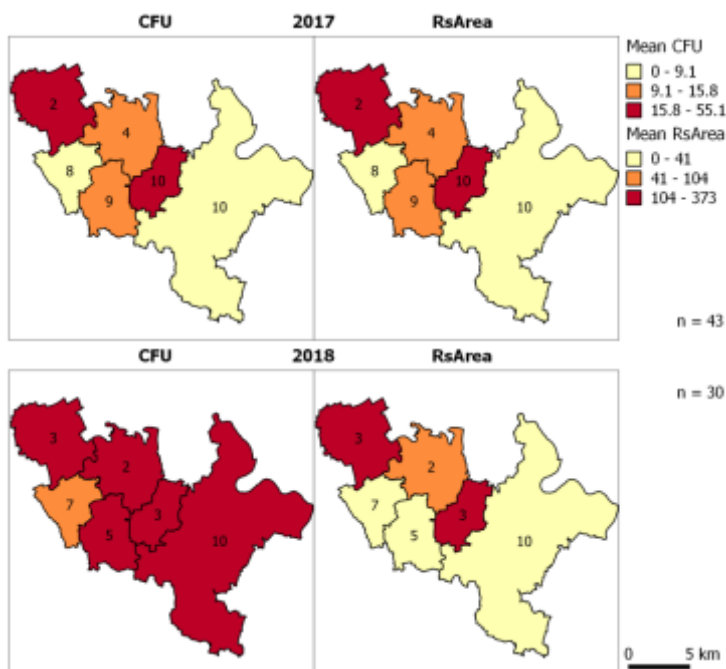 CFU 2017 RsArea
2
4
8
10
9
10
2
4
8
10
9
10
Mean CFU
0 - 9.1
9.1 - 15.8
15.8 - 55.1
Mean RsArea
0 - 41
41 - 104
104 - 373
n = 43
CFU 2018 RsArea
3
2
7
3
5
10
3
2
7
3
5
10
n = 30
0 5 km